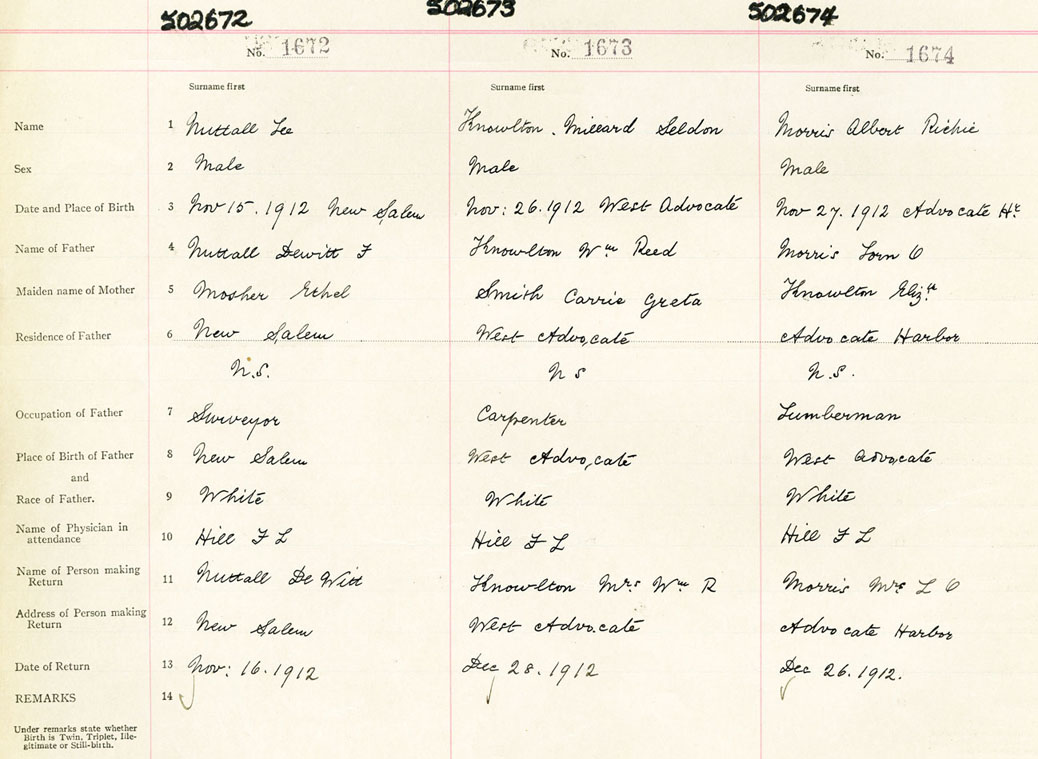 502672 502673 502674
No. 1672 No. 1673 No. 1674
Surname first Surname first Surname first
Name 1 Nuttall Lee Knowlton. Millard Seldon Morris Albert Richie
Sex 2 Male Male Male
Date and Place of Birth 3 Nov 15. 1912 New Salem Nov: 26. 1912 West Advocate Nov 27. 1912 Advocate Hr
Name of Father 4 Nuttall Dewitt F Knowlton Wm Reed Morris Lorn O
Maiden name of Mother 5 Mosher Ethel Smith Carrie Greta Knowlton Elizth
Residence of Father 6 New Salem West Advocate Advocate Harbor
N.S. N S N.S.
Occupation of Father 7 Surveyor Carpenter Lumberman
Place of Birth of Father 8 New Salem West Advocate West Advocate
and
Race of Father. 9 White White White
Name of Physician in
attendance 10 Hill F L Hill F L Hill F L
Name of Person making
Return 11 Nuttall De Witt Knowlton Mrs Wm R Morris Mrs L O
Address of Person making
Return 12 New Salem West Advocate Advocate Harbor
Date of Return 13 Nov: 16. 1912 Dec 28. 1912 Dec 26. 1912.
REMARKS 14
Under remarks state whether
Birth is Twin, Triplet, Ille-
gitimate or Still-birth.